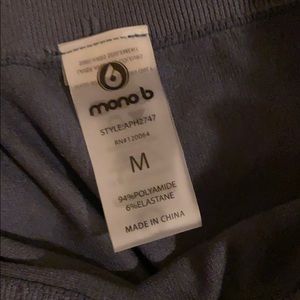 mono b
STYLE:APH2747
RN#120064
M
94%POLYAMIDE
6%ELASTANE
MADE IN CHINA